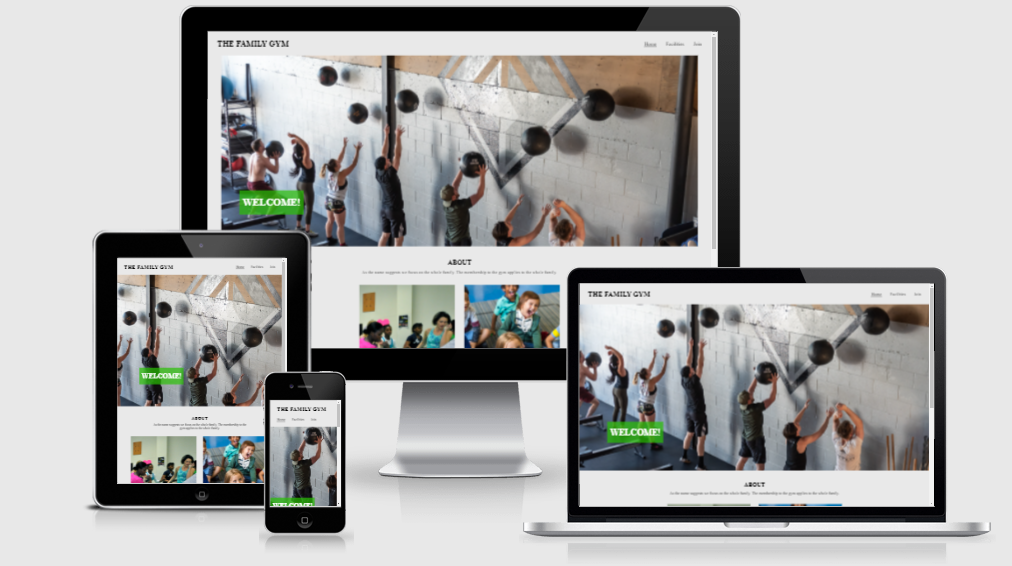 THE FAMILY GYM
Home Facilities Join
WELCOME!
ABOUT
As the name suggests we focus on the whole family. The membership to the gym applies to the whole family.
THE FAMILY GYM
Home Facilities Join
WELCOME!
ABOUT
As the name suggests we focus on the whole family. The membership to the
gym applies to the whole family.
THE FAMILY GYM
Home Facilities Join
WELCOME!
THE FAMILY GYM
Home Facilities Join
WELCOME!
ABOUT
As the name suggests we focus on the whole family. The membership to the gym applies to the whole family.